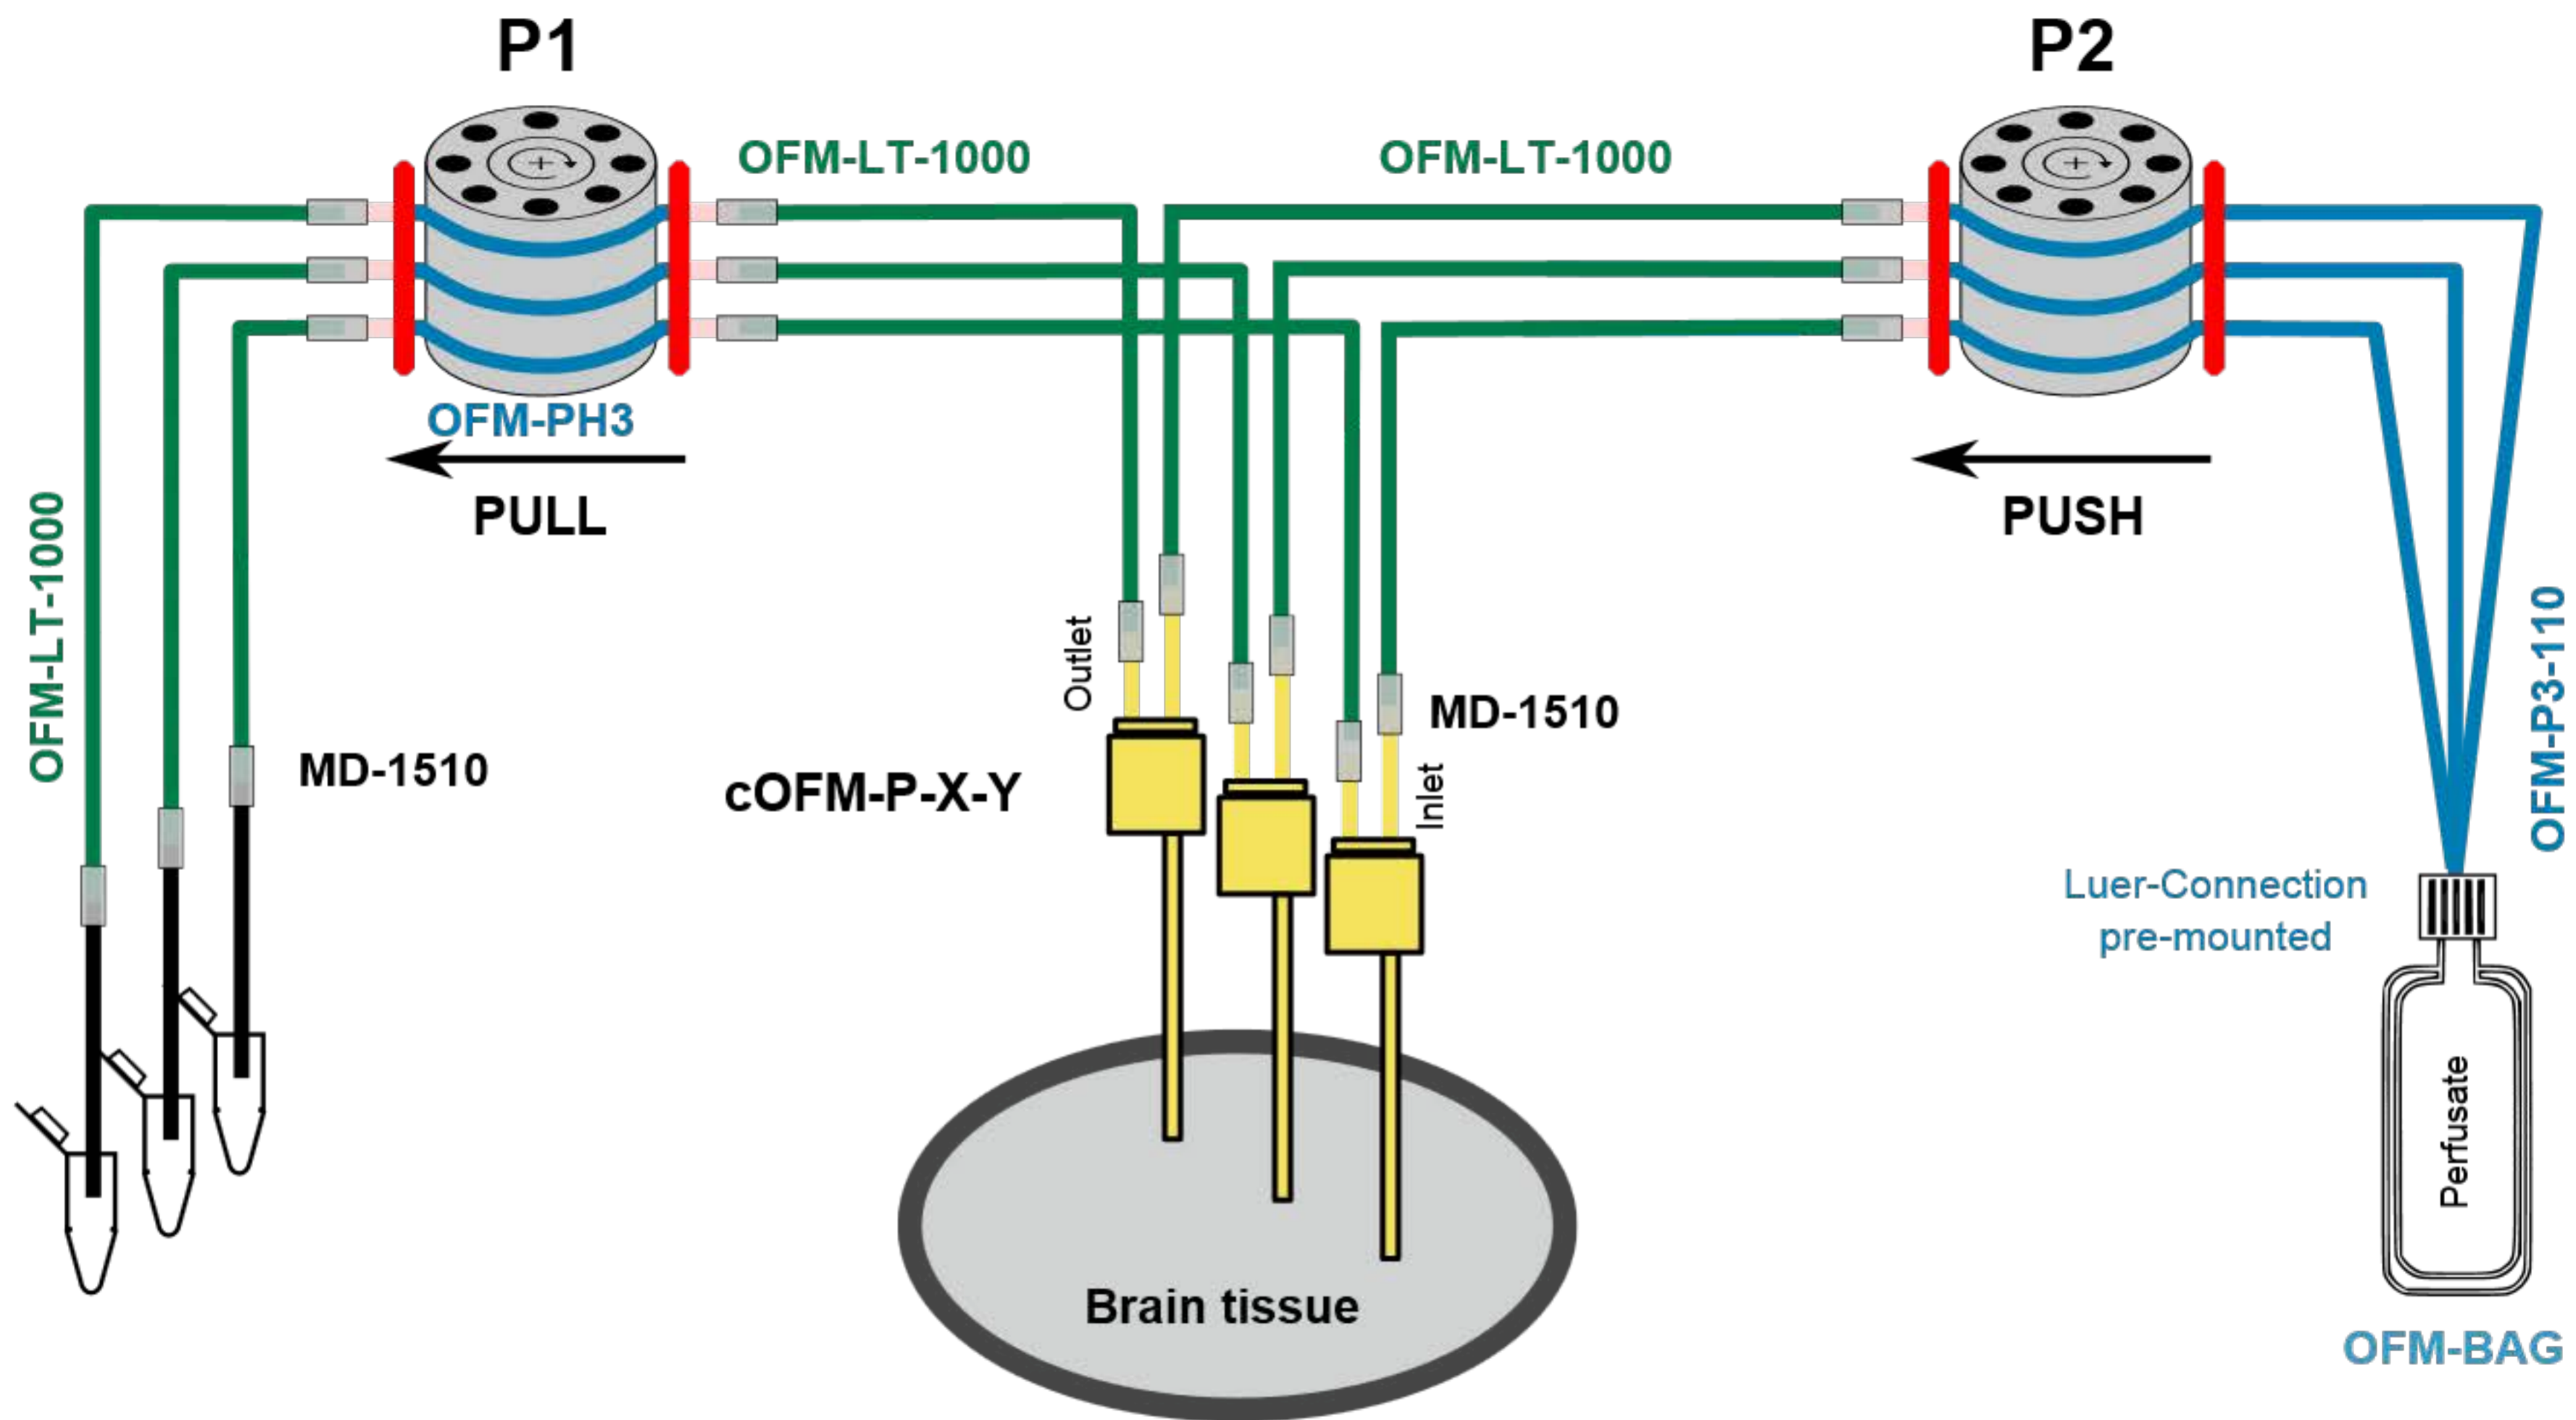 P1
P2
OFM-LT-1000
OFM-LT-1000
OFM-PH3
PULL
PUSH
OFM-LT-1000
Outlet
MD-1510
MD-1510
cOFM-P-X-Y
Inlet
OFM-P3-110
Luer-Connection
pre-mounted
Perfusate
Brain tissue
OFM-BAG